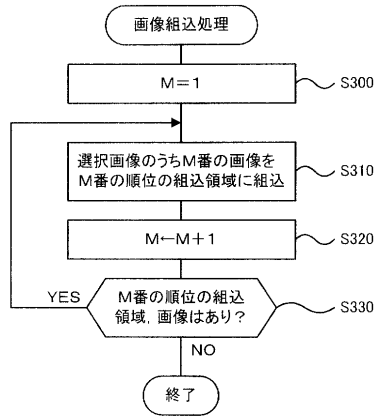 画像組込処理
M＝1
S300
選択画像のうちM番の画像を
M番の順位の組込領域に組込
S310
M←M＋1
S320
YES
M番の順位の組込
領域，画像はあり？
S330
NO
終了